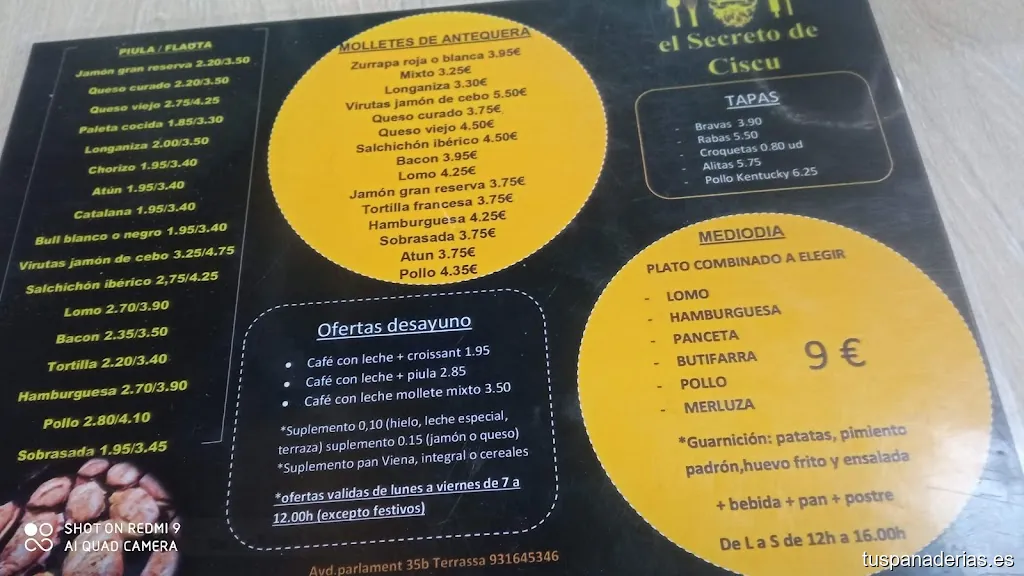 PIULA / FLAUTA
Jamón gran reserva 2.20/3.50
Queso curado 2.20/3.50
Queso viejo 2.75/4.25
Paleta cocida 1.85/3.30
Longaniza 2.00/3.50
Chorizo 1.95/3.40
Atún 1.95/3.40
Catalana 1.95/3.40
Bull blanco o negro 1.95/3.40
Virutas jamón de cebo 3.25/4.75
Salchichón ibérico 2,75/4.25
Lomo 2.70/3.90
Bacon 2.35/3.50
Tortilla 2.20/3.40
Hamburguesa 2.70/3.90
Pollo 2.80/4.10
Sobrasada 1.95/3.45
MOLLETES DE ANTEQUERA
Zurrapa roja o blanca 3.95€
Mixto 3.25€
Longaniza 3.30€
Virutas jamón de cebo 5.50€
Queso curado 3.75€
Queso viejo 4.50€
Salchichón ibérico 4.50€
Bacon 3.95€
Lomo 4.25€
Jamón gran reserva 3.75€
Tortilla francesa 3.75€
Hamburguesa 4.25€
Sobrasada 3.75€
Atun 3.75€
Pollo 4.35€
Ofertas desayuno
• Café con leche + croissant 1.95
• Café con leche + piula 2.85
• Café con leche mollete mixto 3.50
*Suplemento 0,10 (hielo, leche especial,
terraza) suplemento 0.15 (jamón o queso)
*Suplemento pan Viena, integral o cereales
*ofertas validas de lunes a viernes de 7 a
12.00h (excepto festivos)
el Secreto de
Ciscu
TAPAS
- Bravas 3.90
- Rabas 5.50
- Croquetas 0.80 ud
- Alitas 5.75
- Pollo Kentucky 6.25
MEDIODIA
PLATO COMBINADO A ELEGIR
- LOMO
- HAMBURGUESA
- PANCETA
- BUTIFARRA
- POLLO
- MERLUZA
9 €
*Guarnición: patatas, pimiento
padrón,huevo frito y ensalada
+ bebida + pan + postre
De L a S de 12h a 16.00h
Avd.parlament 35b Terrassa 931645346
SHOT ON REDMI 9
AI QUAD CAMERA
tuspanaderias.es